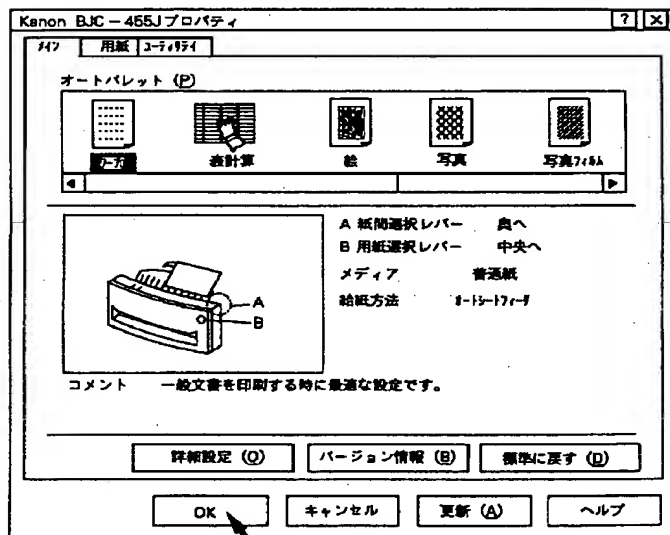 Kanon BJC－455Jプロパティ ? X
メイン 用紙 ユーティリティ
オートパレット (P)
ワープロ 表計算 絵 写真 写真フィルム
A 紙間選択レバー 奥へ
B 用紙選択レバー 中央へ
メディア 普通紙
給紙方法 オートシートフィーダ
A
B
コメント 一般文書を印刷する時に最適な設定です。
詳細設定 (O) バージョン情報 (B)標準に戻す (D)
OK キャンセル 更新 (A) ヘルプ